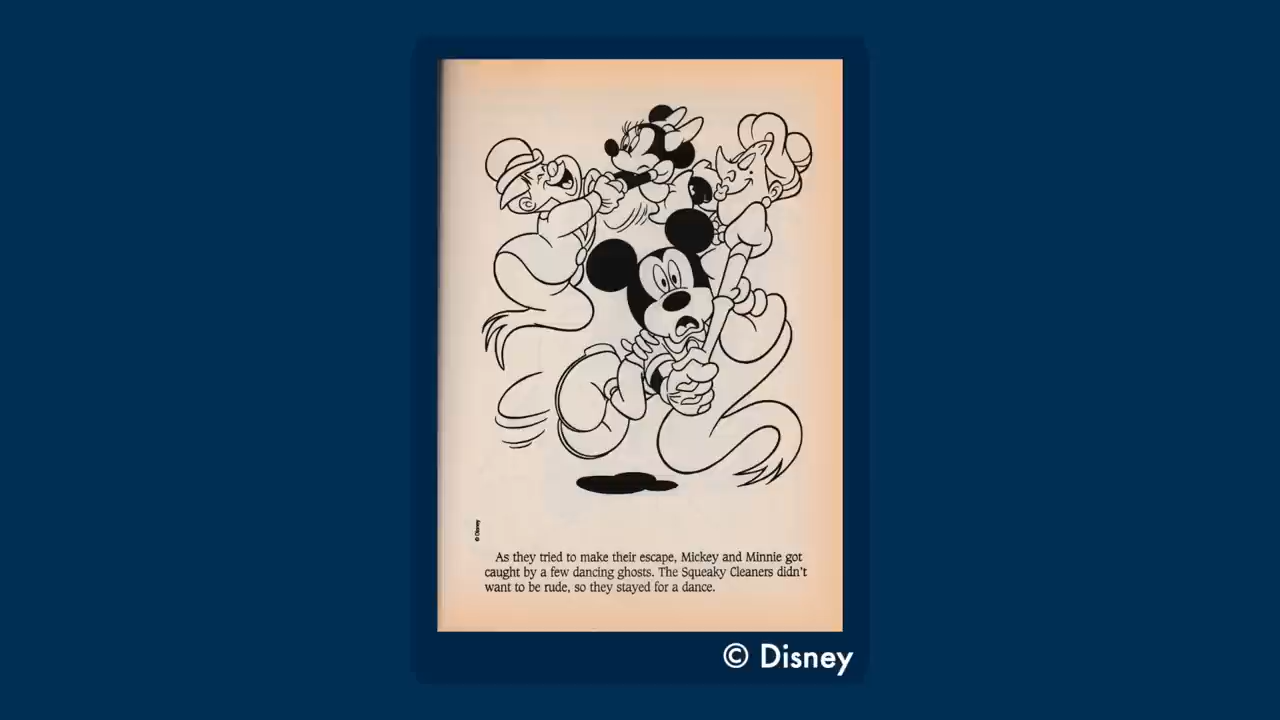 © Disney
As they tried to make their escape, Mickey and Minnie got
caught by a few dancing ghosts. The Squeaky Cleaners didn't
want to be rude, so they stayed for a dance.
© Disney